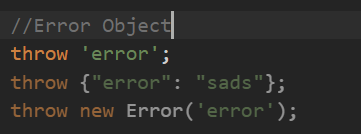 //Error Object
throw 'error';
throw {"error": "sads"};
throw new Error('error');